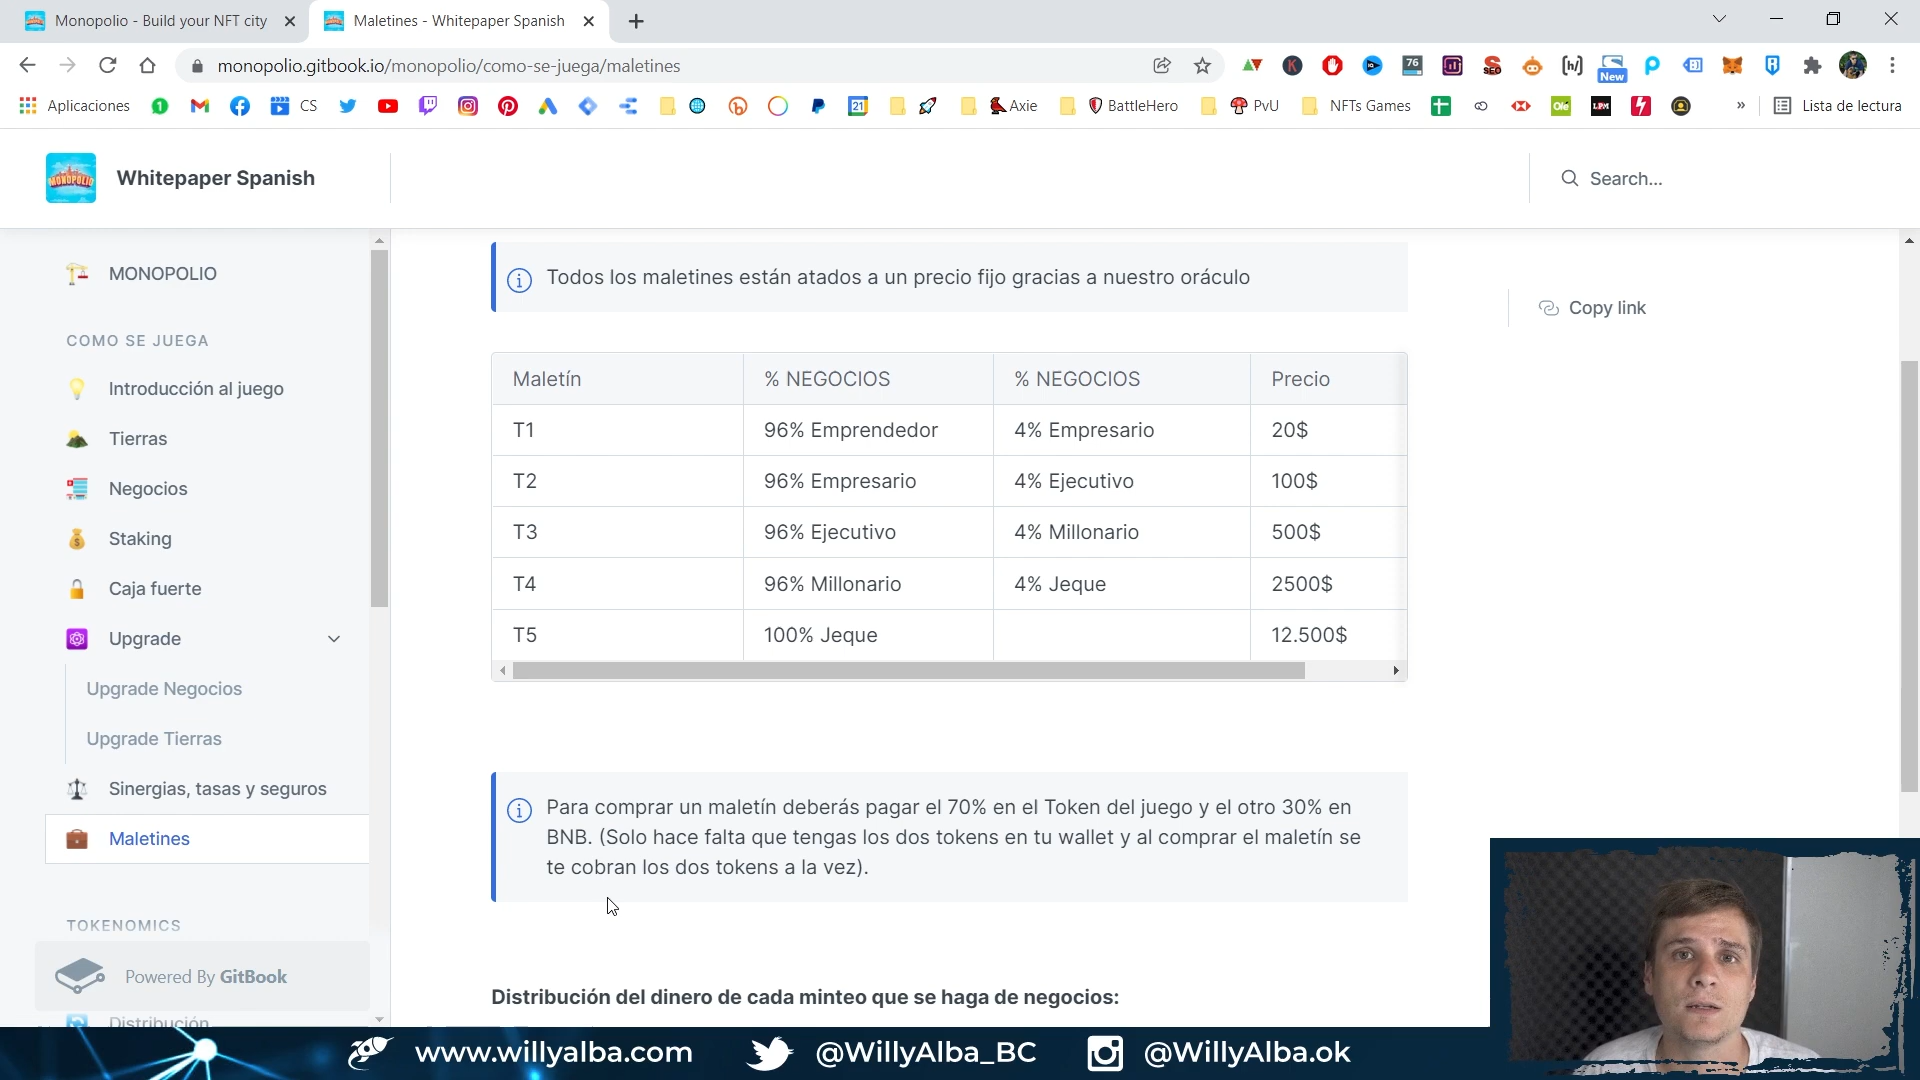 Monopolio - Build your NFT city
Maletines - Whitepaper Spanish
monopolio.gitbook.io/monopolio/como-se-juega/maletines
76
SEO
New
Aplicaciones
1
CS
21
Axie
BattleHero
PvU
NFTs Games
Olé
LPM
»
Lista de lectura
MONOPOLIO
Whitepaper Spanish
Search...
MONOPOLIO
COMO SE JUEGA
Introducción al juego
Tierras
Negocios
Staking
Caja fuerte
Upgrade
Upgrade Negocios
Upgrade Tierras
Sinergias, tasas y seguros
Maletines
TOKENOMICS
Powered By GitBook
Distribución
Todos los maletines están atados a un precio fijo gracias a nuestro oráculo
Copy link
Maletín % NEGOCIOS % NEGOCIOS Precio
T1 96% Emprendedor 4% Empresario 20$
T2 96% Empresario 4% Ejecutivo 100$
T3 96% Ejecutivo 4% Millonario 500$
T4 96% Millonario 4% Jeque 2500$
T5 100% Jeque 12.500$
Para comprar un maletín deberás pagar el 70% en el Token del juego y el otro 30% en
BNB. (Solo hace falta que tengas los dos tokens en tu wallet y al comprar el maletín se
te cobran los dos tokens a la vez).
Distribución del dinero de cada minteo que se haga de negocios:
www.willyalba.com
@WillyAlba_BC
@WillyAlba.ok